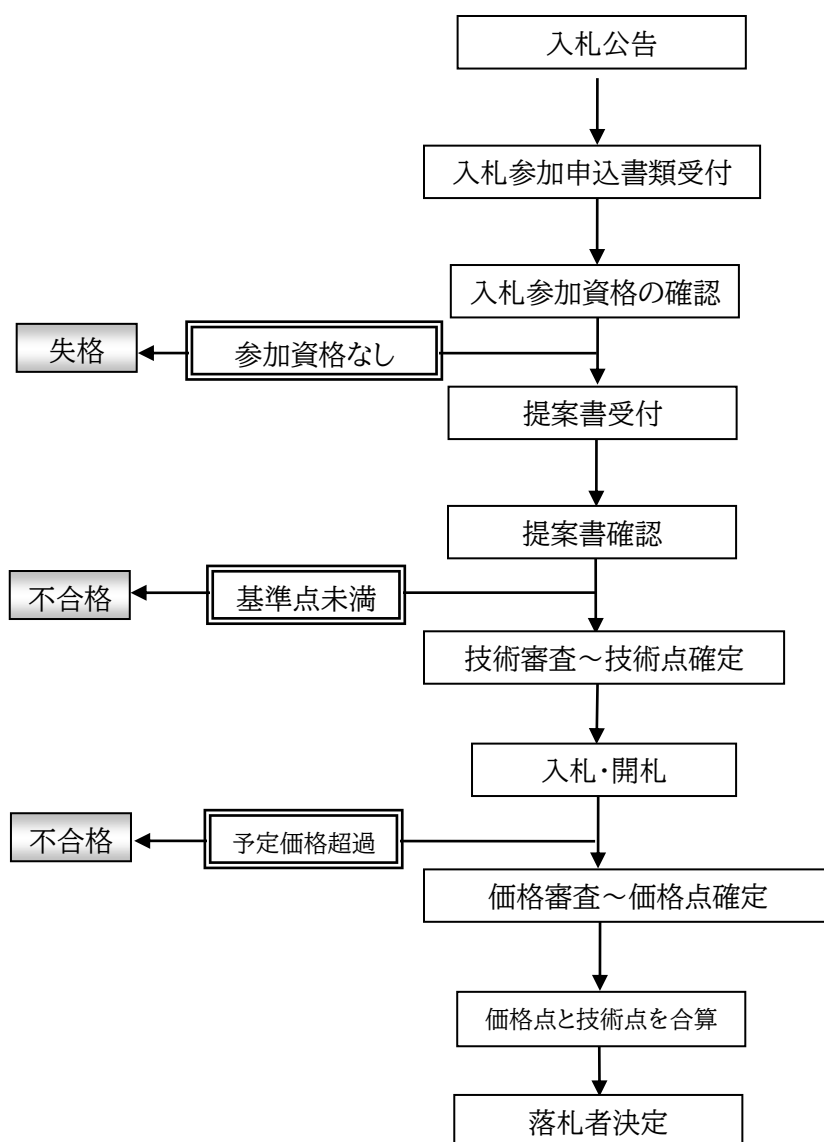 入札公告
入札参加申込書類受付
入札参加資格の確認
失格
参加資格なし
提案書受付
提案書確認
不合格
基準点未満
技術審査～技術点確定
入札・開札
不合格
予定価格超過
価格審査～価格点確定
価格点と技術点を合算
落札者決定